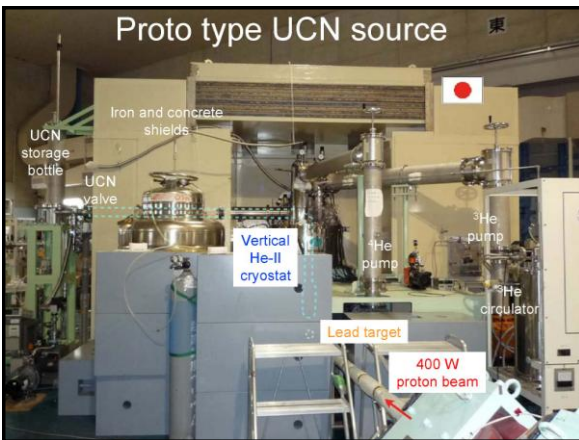 Proto type UCN source
東
Iron and concrete
shields
UCN
storage
bottle
UCN
valve
Vertical
He-II
cryostat
⁴He
pump
³He
pump
³He
circulator
Lead target
400 W
proton beam